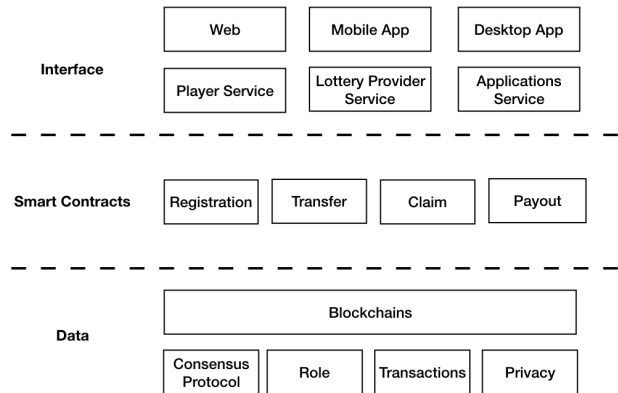 Web
Mobile App
Desktop App
Interface
Player Service
Lottery Provider
Service
Applications
Service
Smart Contracts
Registration
Transfer
Claim
Payout
Blockchains
Data
Consensus
Protocol
Role
Transactions
Privacy